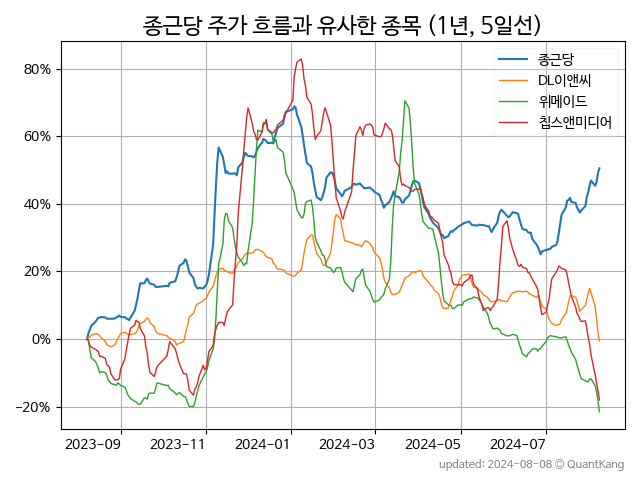 종근당 주가 흐름과 유사한 종목 (1년, 5일선)
종근당
DL이앤씨
위메이드
칩스앤미디어
80%
60%
40%
20%
0%
−20%
2023-09
2023-11
2024-01
2024-03
2024-05
2024-07
updated: 2024-08-08 © QuantKang